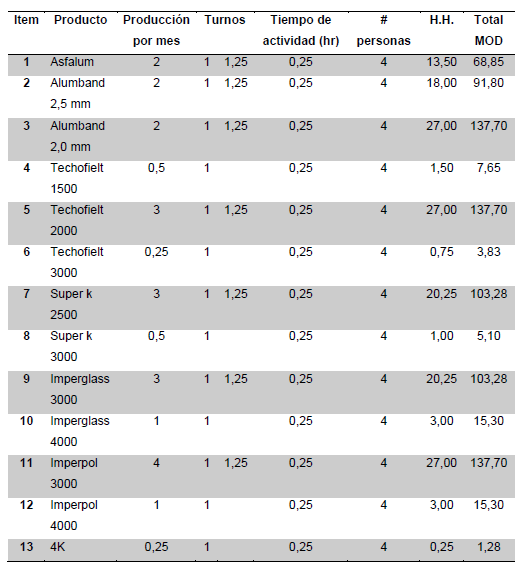 Item Producto Producción por mes Turnos Tiempo de actividad (hr) # personas H.H. Total MOD
1 Asfalum 2 1 1,25 0,25 4 13,50 68,85
2 Alumband 2,5 mm 2 1 1,25 0,25 4 18,00 91,80
3 Alumband 2,0 mm 2 1 1,25 0,25 4 27,00 137,70
4 Techofielt 1500 0,5 1 0,25 4 1,50 7,65
5 Techofielt 2000 3 1 1,25 0,25 4 27,00 137,70
6 Techofielt 3000 0,25 1 0,25 4 0,75 3,83
7 Super k 2500 3 1 1,25 0,25 4 20,25 103,28
8 Super k 3000 0,5 1 0,25 4 1,00 5,10
9 Imperglass 3000 3 1 1,25 0,25 4 20,25 103,28
10 Imperglass 4000 1 1 0,25 4 3,00 15,30
11 Imperpol 3000 4 1 1,25 0,25 4 27,00 137,70
12 Imperpol 4000 1 1 0,25 4 3,00 15,30
13 4K 0,25 1 0,25 4 0,25 1,28